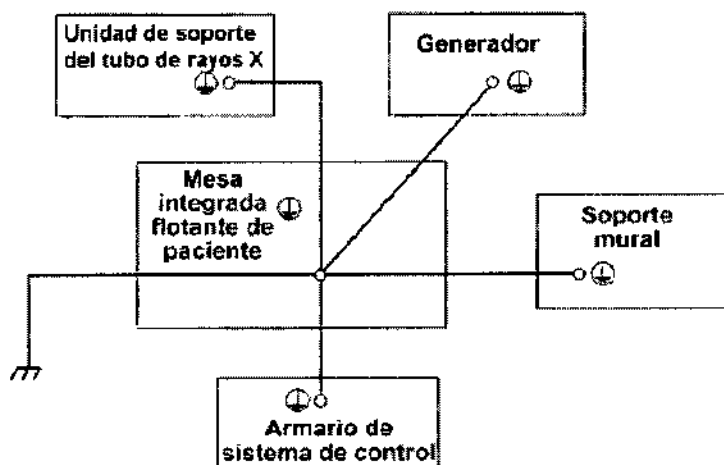 Unidad de soporte
del tubo de rayos X
Generador
Mesa
integrada
flotante de
paciente
Soporte
mural
Armario de
sistema de control